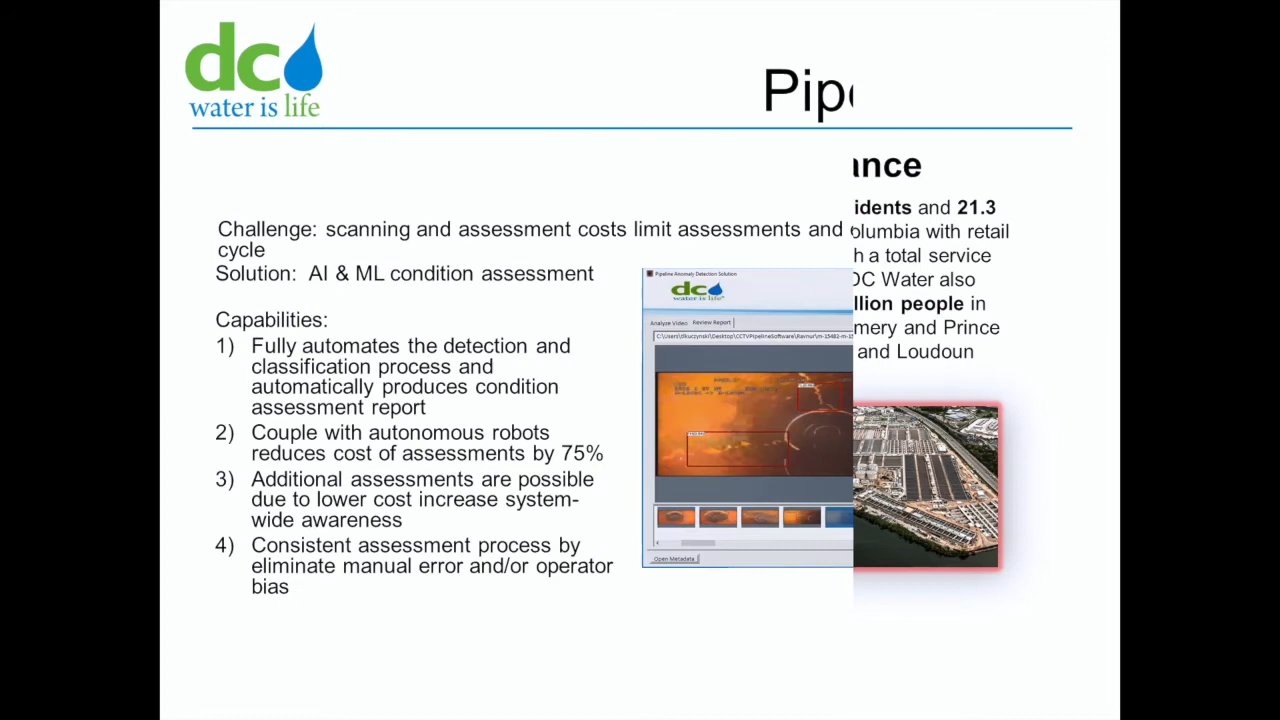 dc
water is life
Pip
ance
idents and 21.3
olumbia with retail
h a total service
DC Water also
llion people in
mery and Prince
and Loudoun
Challenge: scanning and assessment costs limit assessments and
cycle
Solution: AI & ML condition assessment
Capabilities:
1) Fully automates the detection and
classification process and
automatically produces condition
assessment report
2) Couple with autonomous robots
reduces cost of assessments by 75%
3) Additional assessments are possible
due to lower cost increase system-
wide awareness
4) Consistent assessment process by
eliminate manual error and/or operator
bias
Pipeline Anomaly Detection Solution
dc
water is life
Analyze Video Review Report
Open Metadata